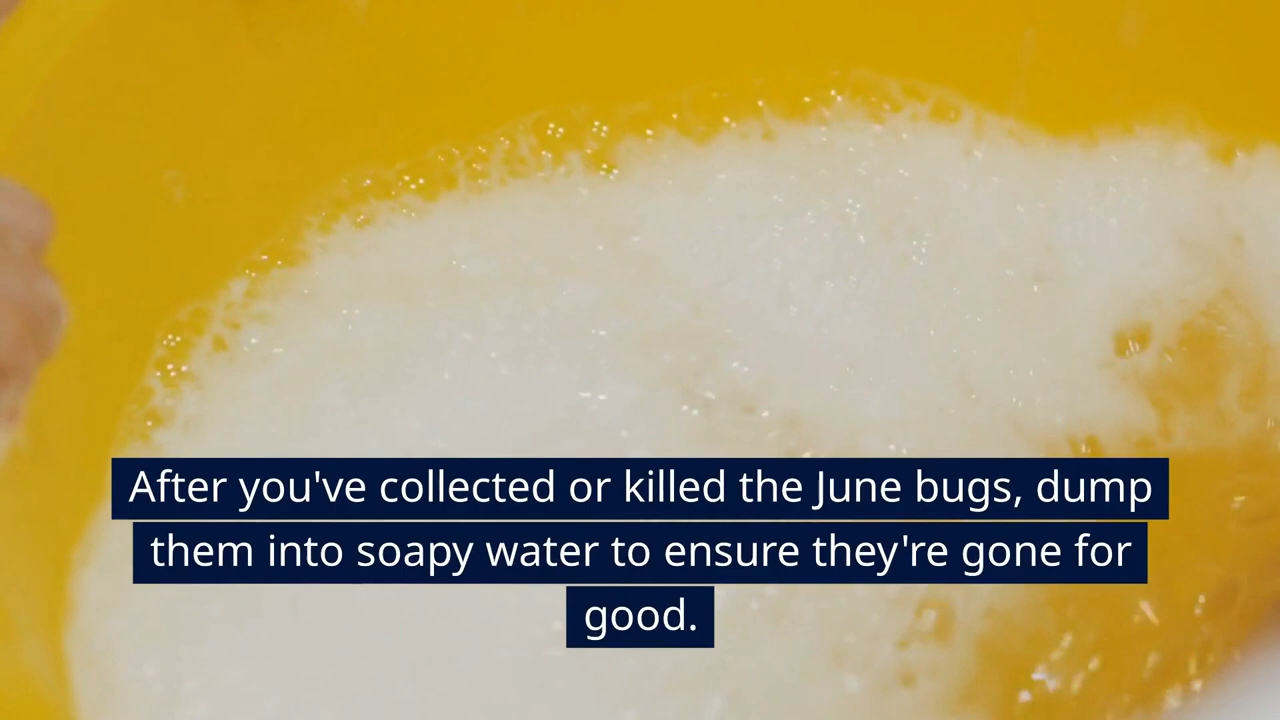 After you've collected or killed the June bugs, dump
them into soapy water to ensure they're gone for
good.